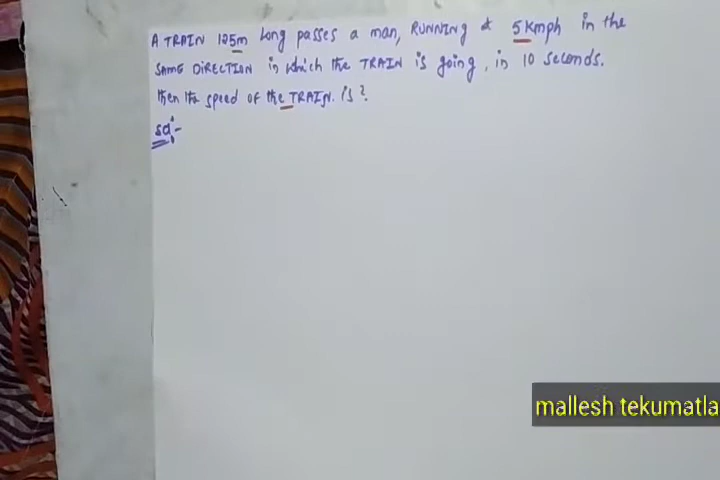 A TRAIN 125m long passes a man, RUNNING at 5 kmph in the
SAME DIRECTION in which the TRAIN is going, in 10 seconds.
then the speed of the TRAIN. is?
sol:-
mallesh tekumatla